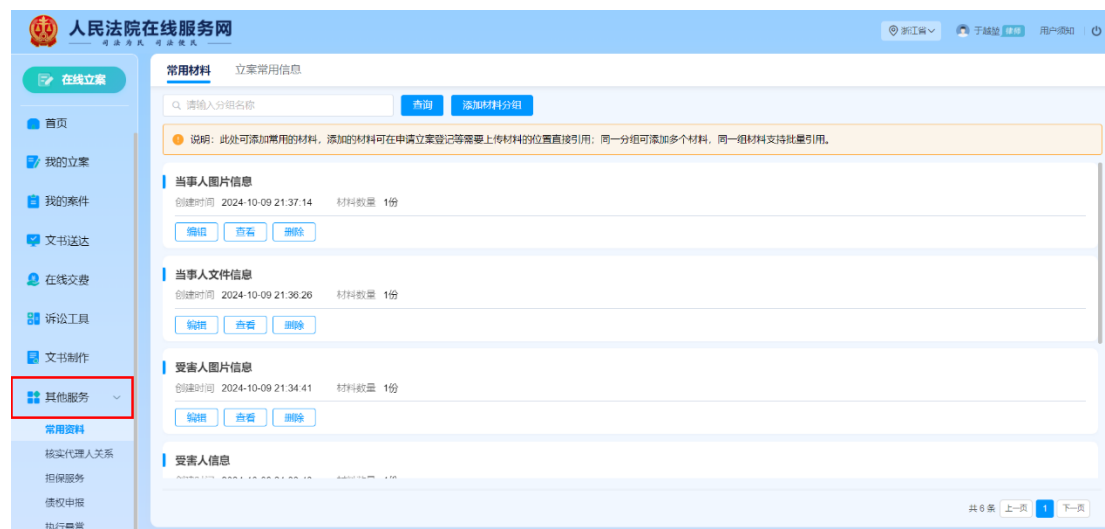 人民法院在线服务网
司法为民 司法便民
浙江省
律师
用户须知
在线立案
首页
我的立案
我的案件
文书送达
在线交费
诉讼工具
文书制作
其他服务
常用资料
核实代理人关系
担保服务
债权申报
执行悬赏
常用材料 立案常用信息
请输入分组名称
查询 添加材料分组
说明：此处可添加常用的材料，添加的材料可在申请立案登记等需要上传材料的位置直接引用；同一分组可添加多个材料，同一组材料支持批量引用。
当事人图片信息
创建时间 2024-10-09 21:37:14 材料数量 1份
编辑 查看 删除
当事人文件信息
创建时间 2024-10-09 21:36:26 材料数量 1份
编辑 查看 删除
受害人图片信息
创建时间 2024-10-09 21:34:41 材料数量 1份
编辑 查看 删除
受害人信息
共6条 上一页 1 下一页